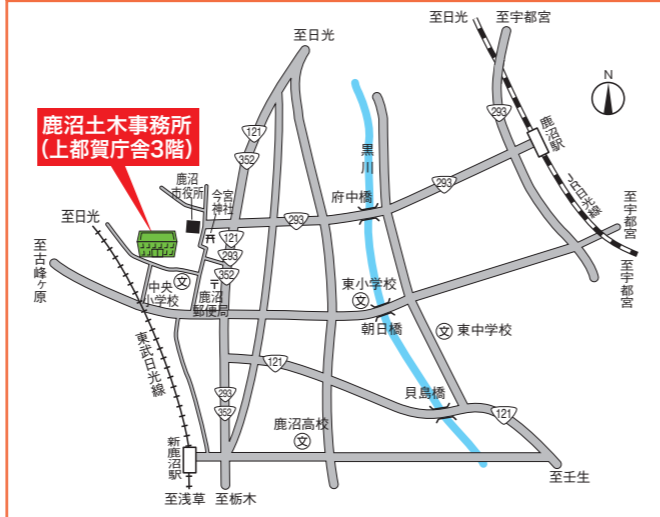 至日光
至宇都宮
至日光
N
293
121
352
鹿沼土木事務所
(上都賀庁舎3階)
黒川
鹿沼駅
293
JR日光線
鹿沼
市役所
今宮
神社
府中橋
293
至日光
121
293
352
至宇都宮
至古峰ヶ原
至宇都宮
中央
小学校
文
〒
鹿沼
郵便局
東小学校
文
朝日橋
文
東中学校
東武日光線
121
貝島橋
293
352
121
鹿沼高校
文
新鹿沼駅
至浅草
至栃木
至壬生